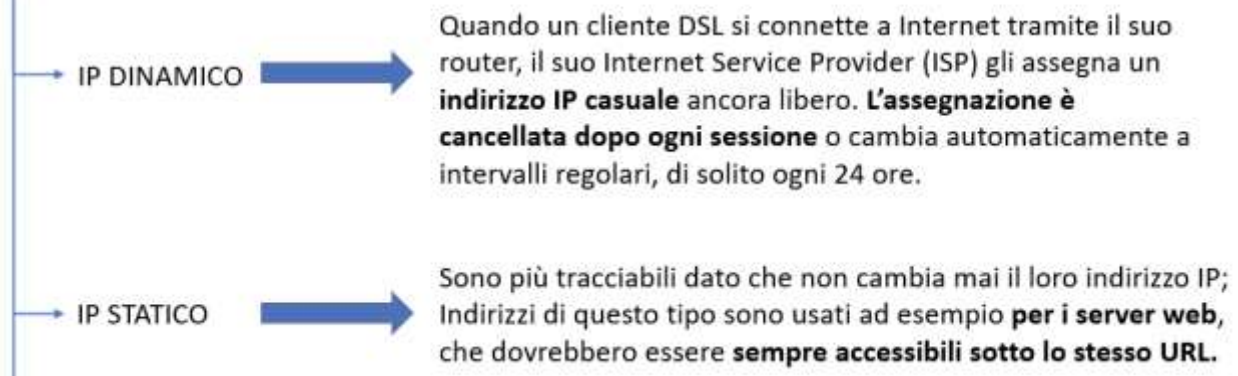 IP DINAMICO
Quando un cliente DSL si connette a Internet tramite il suo
router, il suo Internet Service Provider (ISP) gli assegna un
indirizzo IP casuale ancora libero. L'assegnazione è
cancellata dopo ogni sessione o cambia automaticamente a
intervalli regolari, di solito ogni 24 ore.
IP STATICO
Sono più tracciabili dato che non cambia mai il loro indirizzo IP;
Indirizzi di questo tipo sono usati ad esempio per i server web,
che dovrebbero essere sempre accessibili sotto lo stesso URL.